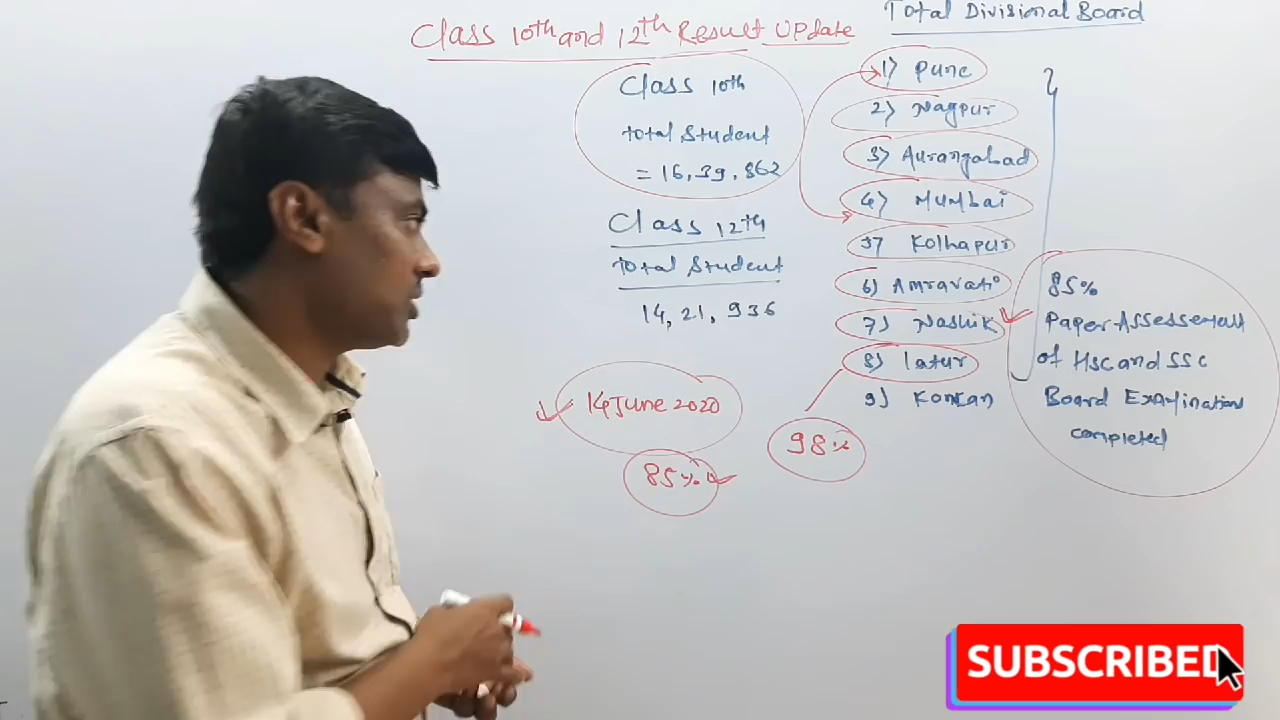 Class 10th and 12th Result Update
Class 10th
Total Student
= 16,39,862
Class 12th
Total Student
14,21,936
14 June 2020
85%
Total Divisional Board
1) Pune
2) Nagpur
3) Aurangabad
4) Mumbai
5) Kolhapur
6) Amravati
7) Nashik
8) latur
9) Konkan
98%
85%
Paper Assessement
of HSC and SSC
Board Examination
completed
SUBSCRIBED